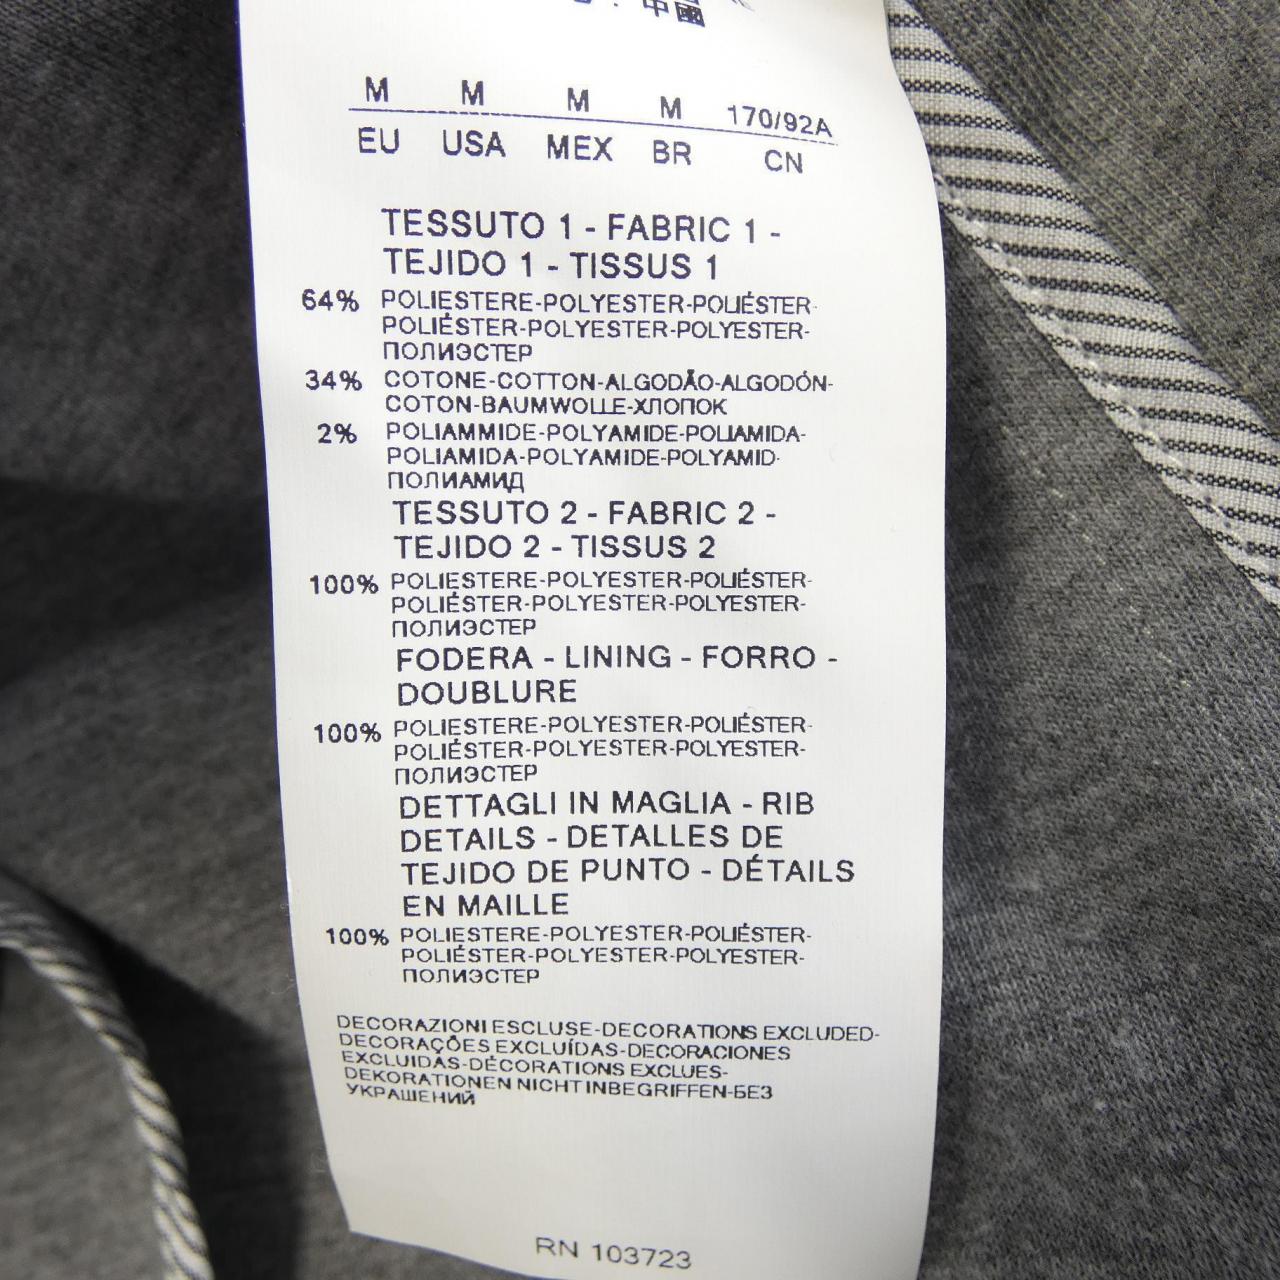 中國
M M M M 170/92A
EU USA MEX BR CN
TESSUTO 1 - FABRIC 1 -
TEJIDO 1 - TISSUS 1
64% POLIESTERE-POLYESTER-POLIÉSTER-
POLIÉSTER-POLYESTER-POLYESTER-
ПОЛИЭСТЕР
34% COTONE-COTTON-ALGODÃO-ALGODÓN-
COTON-BAUMWOLLE-ХЛОПОК
2% POLIAMMIDE-POLYAMIDE-POLIAMIDA-
POLIAMIDA-POLYAMIDE-POLYAMID-
ПОЛИАМИД
TESSUTO 2 - FABRIC 2 -
TEJIDO 2 - TISSUS 2
100% POLIESTERE-POLYESTER-POLIÉSTER-
POLIÉSTER-POLYESTER-POLYESTER-
ПОЛИЭСТЕР
FODERA - LINING - FORRO -
DOUBLURE
100% POLIESTERE-POLYESTER-POLIÉSTER-
POLIÉSTER-POLYESTER-POLYESTER-
ПОЛИЭСТЕР
DETTAGLI IN MAGLIA - RIB
DETAILS - DETALLES DE
TEJIDO DE PUNTO - DÉTAILS
EN MAILLE
100% POLIESTERE-POLYESTER-POLIÉSTER-
POLIÉSTER-POLYESTER-POLYESTER-
ПОЛИЭСТЕР
DECORAZIONI ESCLUSE-DECORATIONS EXCLUDED-
DECORAÇÕES EXCLUÍDAS-DECORACIONES
EXCLUIDAS-DÉCORATIONS EXCLUES-
DEKORATIONEN NICHT INBEGRIFFEN-БЕЗ
УКРАШЕНИЙ
RN 103723